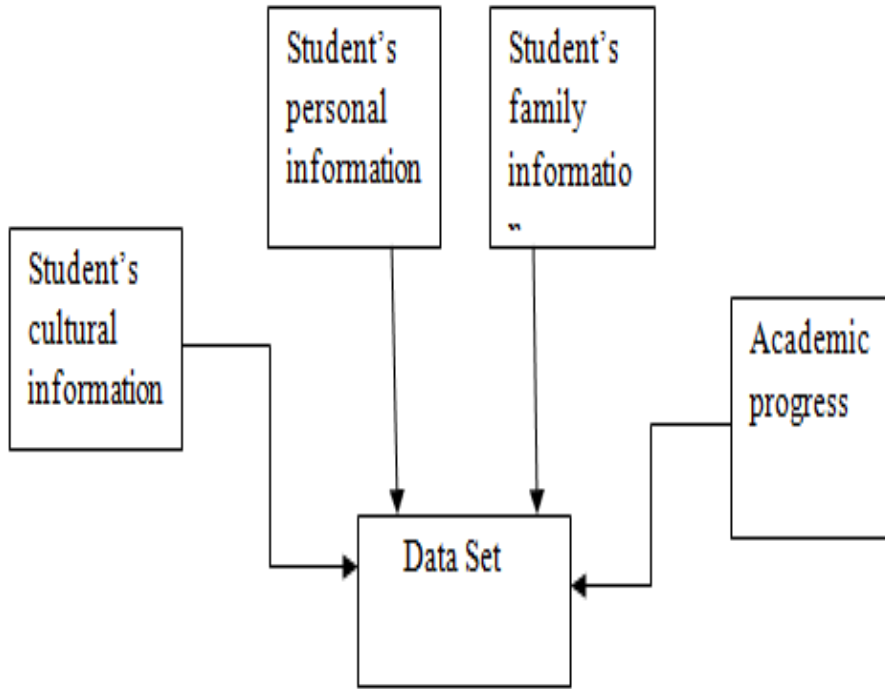 Student’s
personal
information
Student’s
family
informatio
n
Student’s
cultural
information
Academic
progress
Data Set